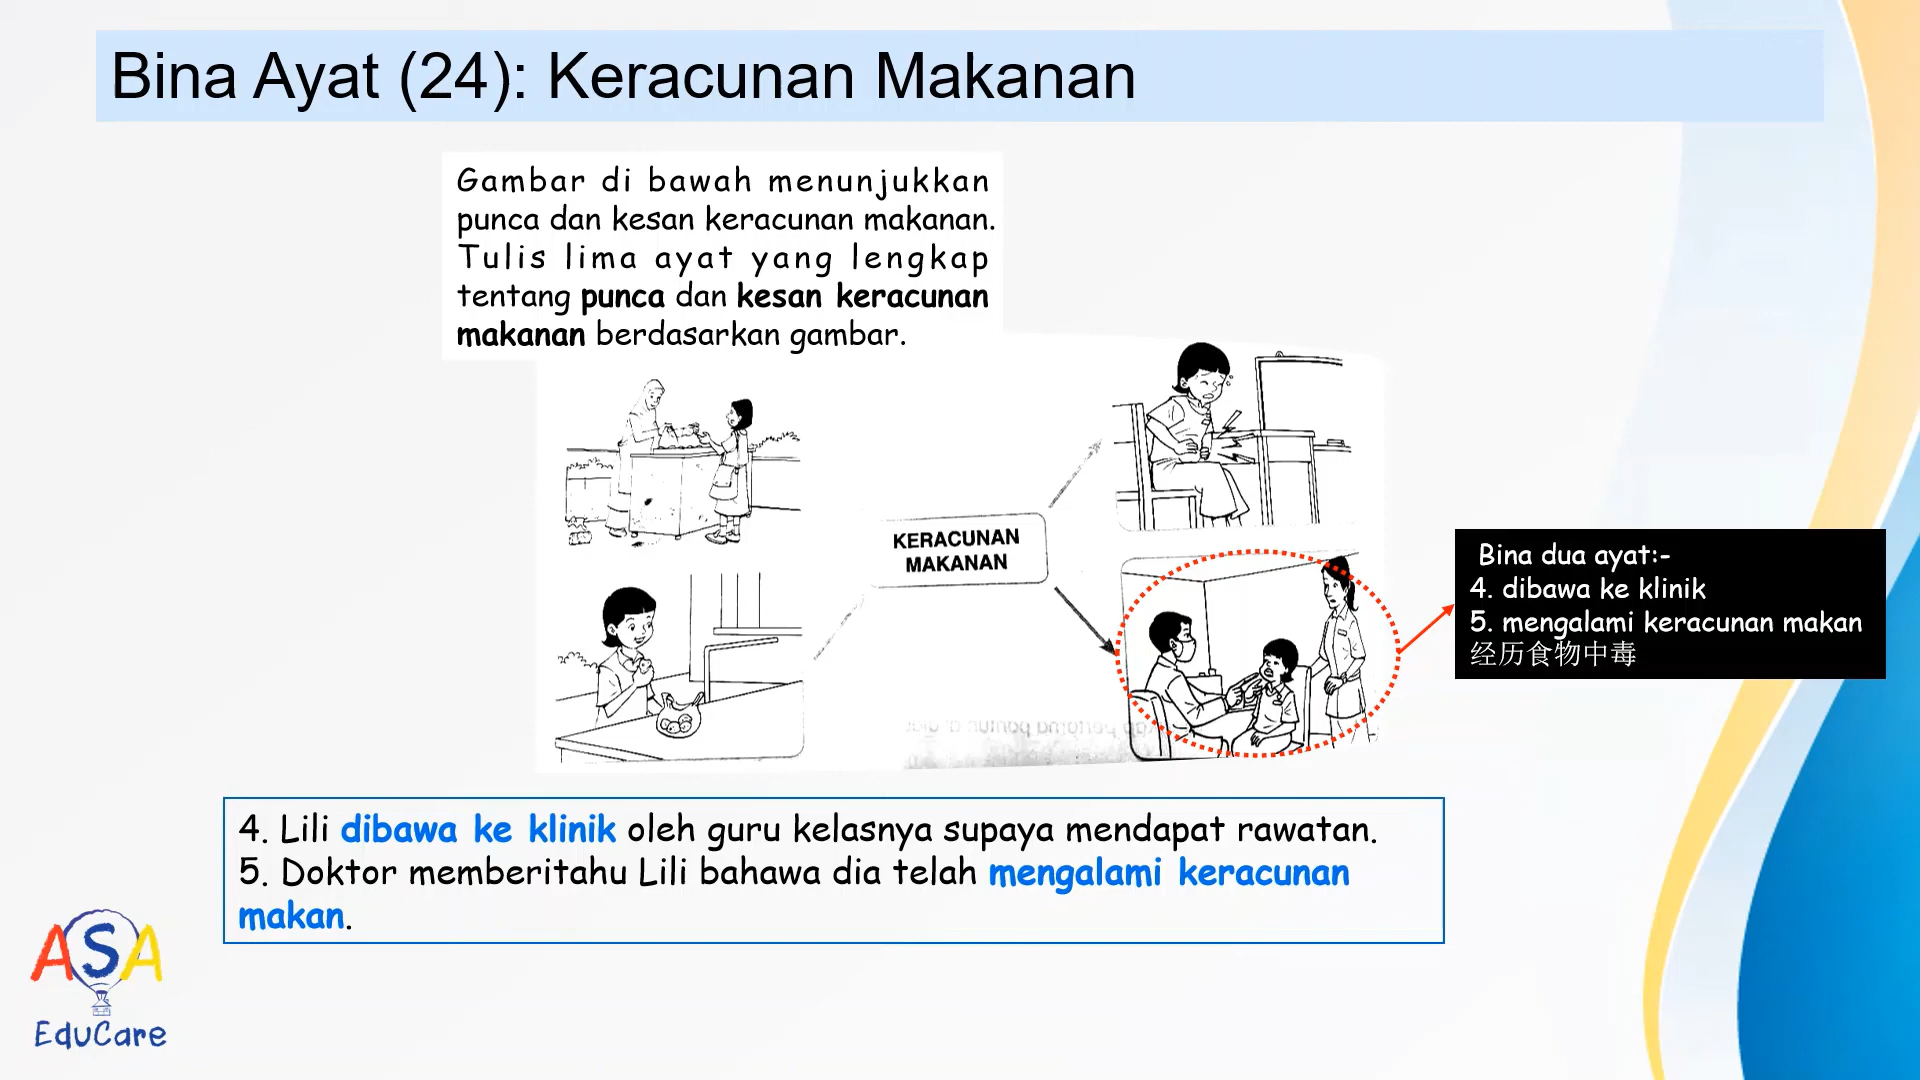 Bina Ayat (24): Keracunan Makanan
Gambar di bawah menunjukkan
punca dan kesan keracunan makanan.
Tulis lima ayat yang lengkap
tentang punca dan kesan keracunan
makanan berdasarkan gambar.
KERACUNAN
MAKANAN
Bina dua ayat:-
4. dibawa ke klinik
5. mengalami keracunan makan
经历食物中毒
4. Lili dibawa ke klinik oleh guru kelasnya supaya mendapat rawatan.
5. Doktor memberitahu Lili bahawa dia telah mengalami keracunan
makan.
ASA
EduCare